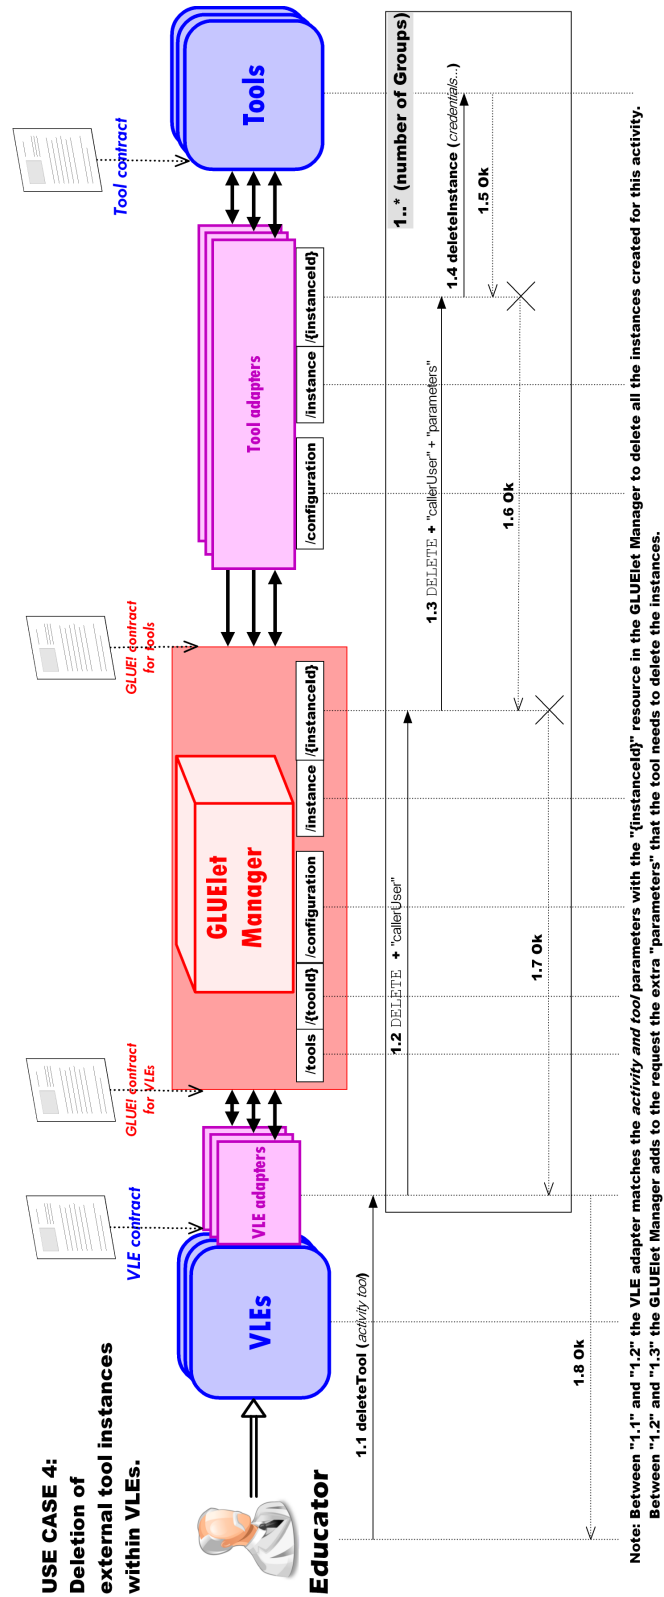 USE CASE 4:
Deletion of
external tool instances
within VLEs.
VLE contract
GLUE! contract
for VLEs
GLUE! contract
for tools
Tool contract
Educator
VLEs
VLE adapters
GLUElet
Manager
/tools
/{toolId}
/configuration
/instance
/{instanceId}
Tool adapters
/configuration
/instance
/{instanceId}
Tools
1..* (number of Groups)
1.1 deleteTool (activity tool)
1.2 DELETE + "callerUser"
1.3 DELETE + "callerUser" + "parameters"
1.4 deleteInstance (credentials...)
1.5 Ok
1.6 Ok
1.7 Ok
1.8 Ok
Note: Between "1.1" and "1.2" the VLE adapter matches the activity and tool parameters with the "{instanceId}" resource in the GLUElet Manager to delete all the instances created for this activity.
Between "1.2" and "1.3" the GLUElet Manager adds to the request the extra "parameters" that the tool needs to delete the instances.